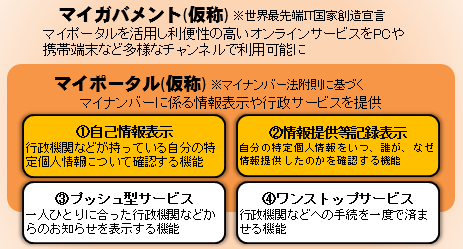 マイガバメント(仮称) ※世界最先端IT国家創造宣言
マイポータルを活用し利便性の高いオンラインサービスをPCや
携帯端末など多様なチャンネルで利用可能に
マイポータル(仮称) ※マイナンバー法附則に基づく
マイナンバーに係る情報表示や行政サービスを提供
①自己情報表示
行政機関などが持っている自分の特
定個人情報について確認する機能
②情報提供等記録表示
自分の特定個人情報をいつ、誰が、なぜ
情報提供したのかを確認する機能
③プッシュ型サービス
一人ひとりに合った行政機関などか
らのお知らせを表示する機能
④ワンストップサービス
行政機関などへの手続を一度で済ま
せる機能